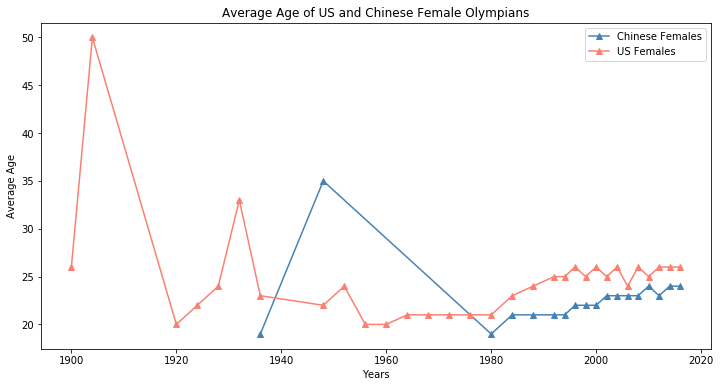 Average Age of US and Chinese Female Olympians
Chinese Females
US Females
Average Age
50
45
40
35
30
25
20
1900
1920
1940
1960
1980
2000
2020
Years